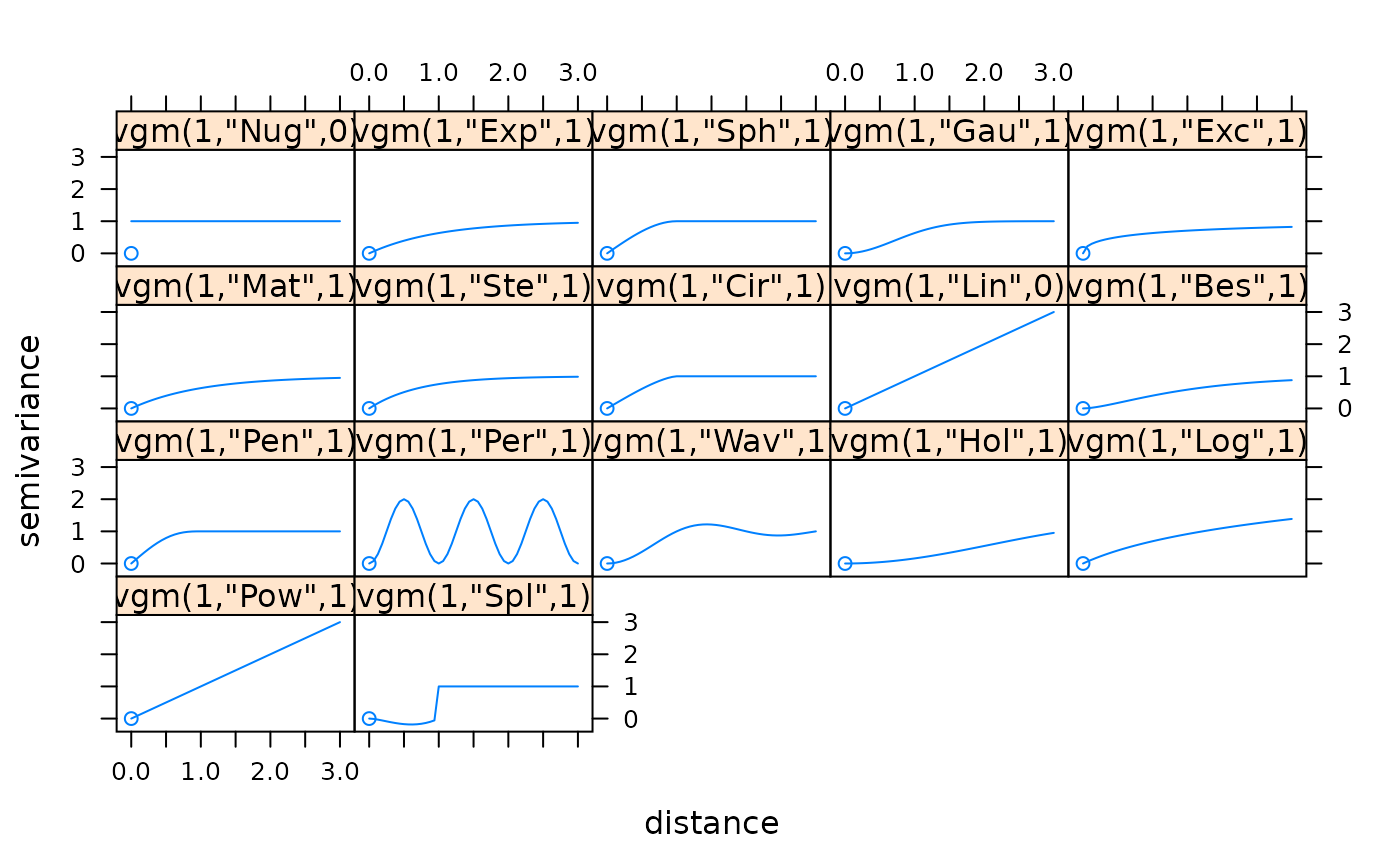 0.0 1.0 2.0 3.0 0.0 1.0 2.0 3.0
vgm(1,"Nug",0) vgm(1,"Exp",1) vgm(1,"Sph",1) vgm(1,"Gau",1) vgm(1,"Exc",1)
3
2
1
0
vgm(1,"Mat",1) vgm(1,"Ste",1) vgm(1,"Cir",1) vgm(1,"Lin",0) vgm(1,"Bes",1)
3
2
1
0
semivariance
vgm(1,"Pen",1) vgm(1,"Per",1) vgm(1,"Wav",1 vgm(1,"Hol",1) vgm(1,"Log",1)
3
2
1
0
vgm(1,"Pow",1) vgm(1,"Spl",1)
3
2
1
0
0.0 1.0 2.0 3.0
distance